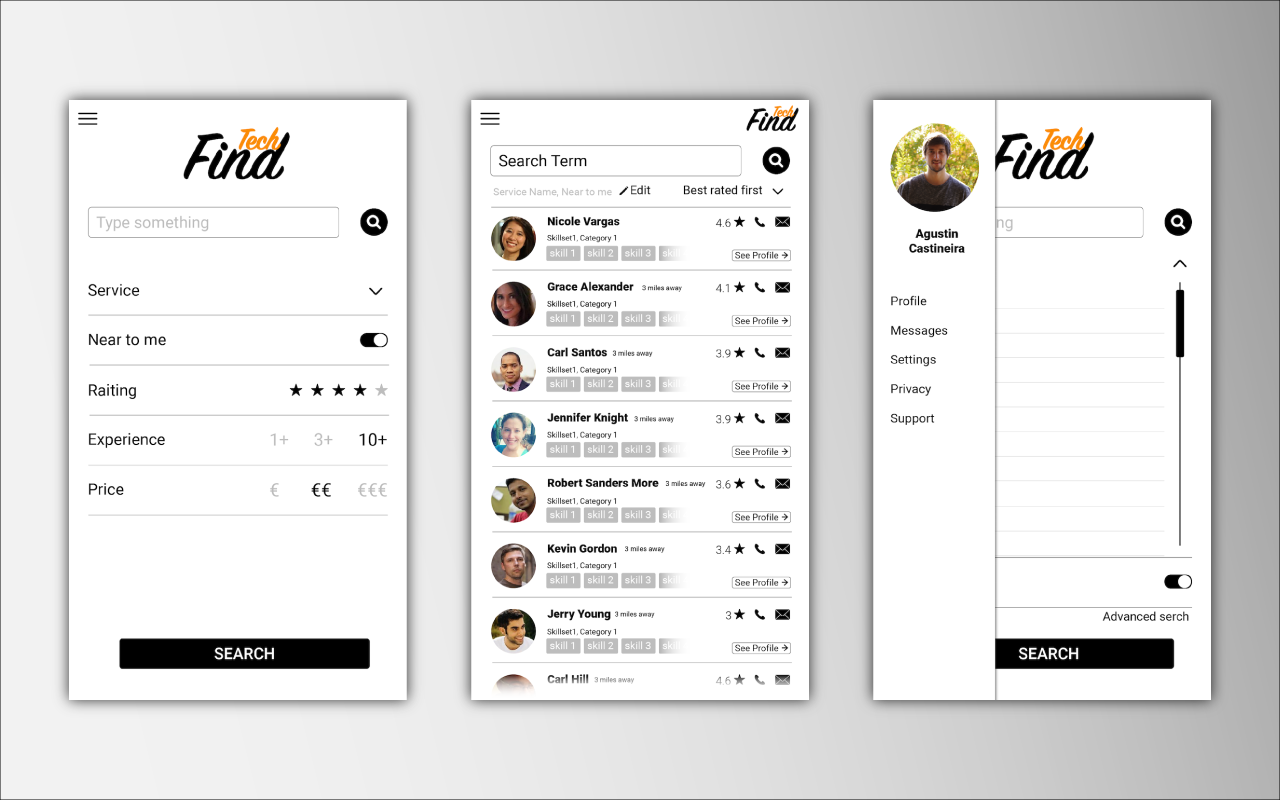 Tech
Find
Type something
Service
Near to me
Raiting
Experience 1+ 3+ 10+
Price € €€ €€€
SEARCH
Tech
Find
Search Term
Service Name, Near to me Edit Best rated first
Nicole Vargas 4.6
Skillset1, Category 1
skill 1 skill 2 skill 3 skill
See Profile
Grace Alexander 3 miles away 4.1
Skillset1, Category 1
skill 1 skill 2 skill 3 skill
See Profile
Carl Santos 3 miles away 3.9
Skillset1, Category 1
skill 1 skill 2 skill 3 skill
See Profile
Jennifer Knight 3 miles away 3.9
Skillset1, Category 1
skill 1 skill 2 skill 3 skill
See Profile
Robert Sanders More 3 miles away 3.6
Skillset1, Category 1
skill 1 skill 2 skill 3 skill
See Profile
Kevin Gordon 3 miles away 3.4
Skillset1, Category 1
skill 1 skill 2 skill 3 skill
See Profile
Jerry Young 3 miles away 3
Skillset1, Category 1
skill 1 skill 2 skill 3 skill
See Profile
Carl Hill 3 miles away 4.6
Agustin
Castineira
Profile
Messages
Settings
Privacy
Support
Tech
Find
ng
Advanced serch
SEARCH